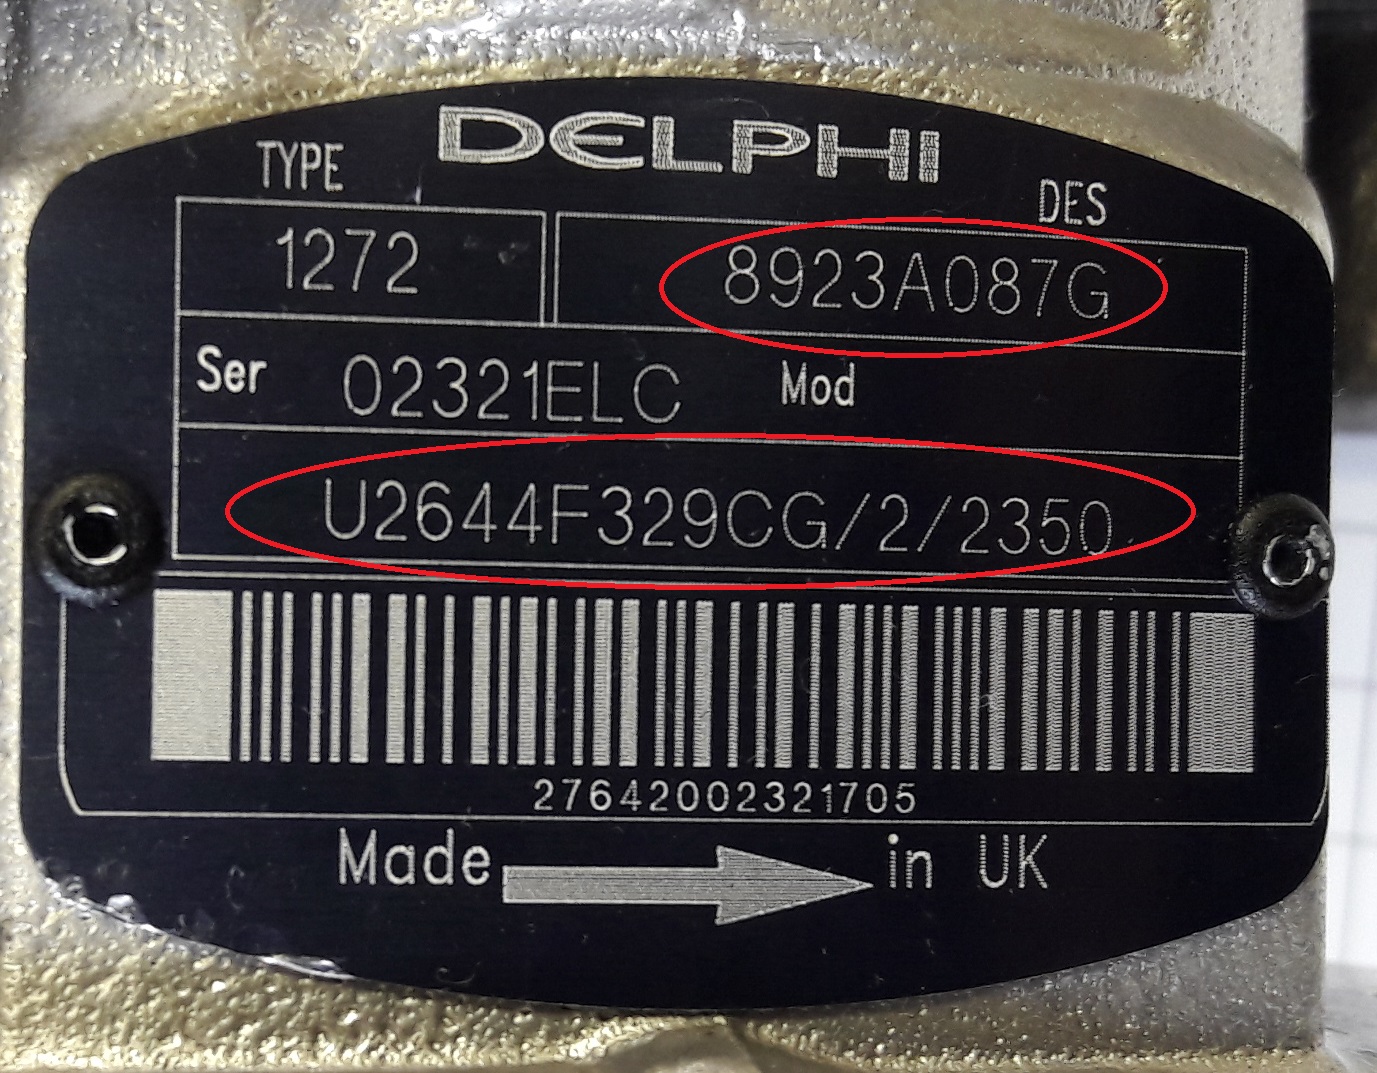 DELPHI
TYPE DES
1272 8923A087G
Ser 02321ELC Mod
U2644F329CG/2/2350
27642002321705
Made in UK